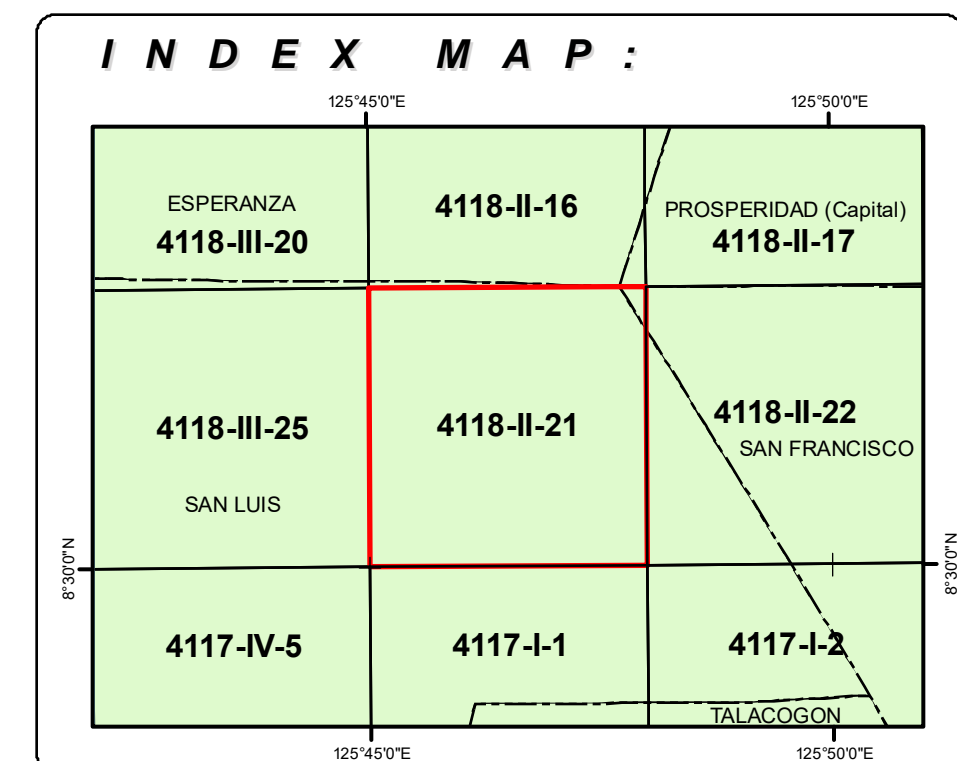 INDEX MAP:
125°45'0"E
125°50'0"E
ESPERANZA
4118-III-20
4118-II-16
PROSPERIDAD (Capital)
4118-II-17
4118-III-25
SAN LUIS
4118-II-21
4118-II-22
SAN FRANCISCO
8°30'0"N
8°30'0"N
4117-IV-5
4117-I-1
4117-I-2
TALACOGON
125°45'0"E
125°50'0"E